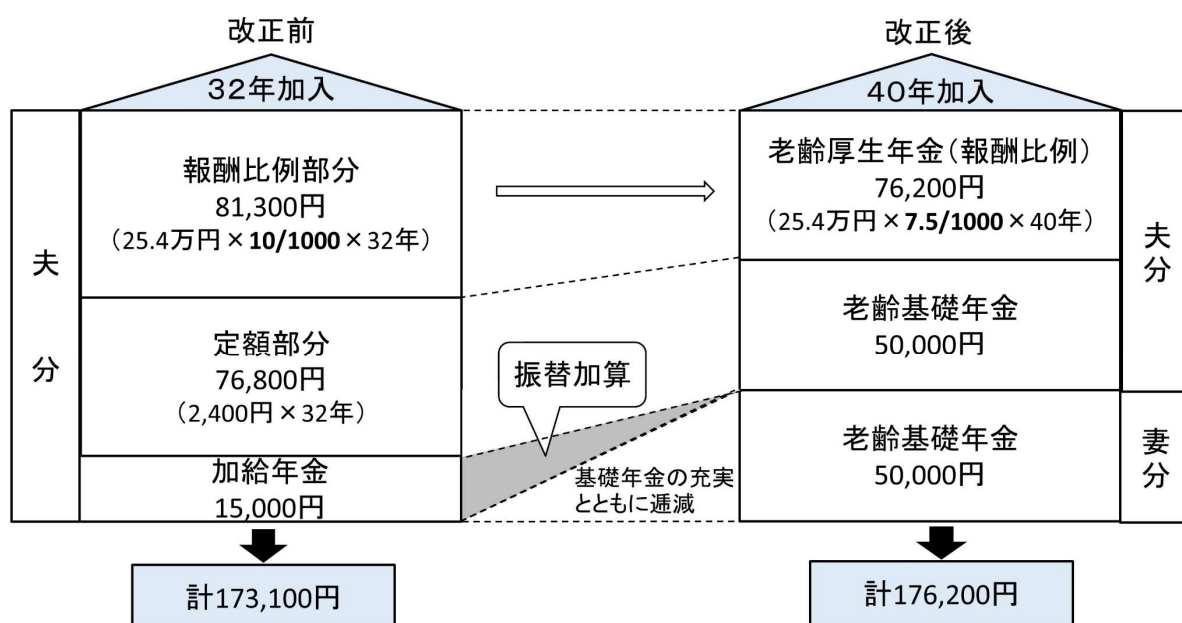 改正前
32年加入
夫
分
報酬比例部分
81,300円
（25.4万円×10/1000×32年）
定額部分
76,800円
（2,400円×32年）
加給年金
15,000円
計173,100円
振替加算
基礎年金の充実
とともに逓減
改正後
40年加入
老齢厚生年金（報酬比例）
76,200円
（25.4万円×7.5/1000×40年）
老齢基礎年金
50,000円
夫
分
老齢基礎年金
50,000円
妻
分
計176,200円